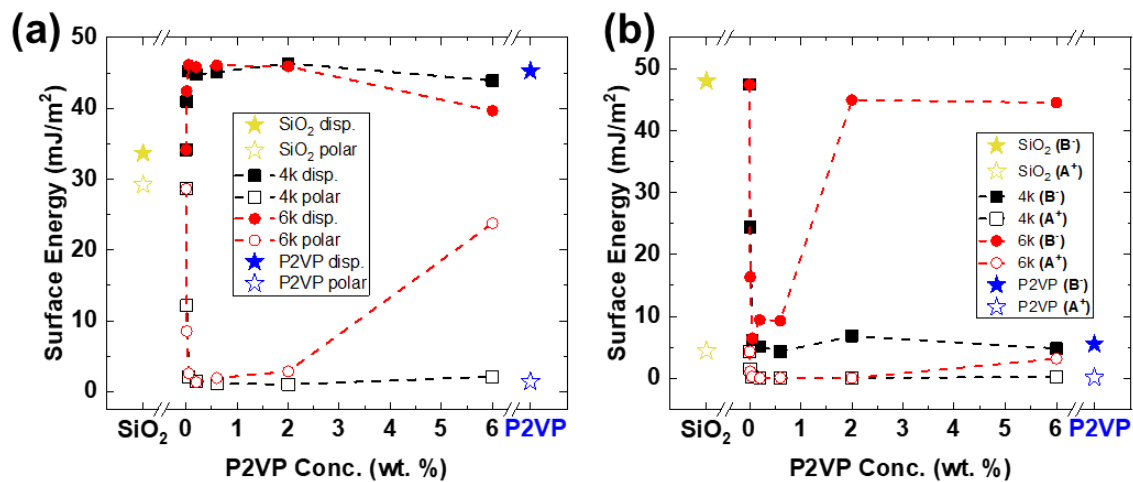 (a)
Surface Energy (mJ/m²)
50
40
30
20
10
0
SiO₂ disp.
SiO₂ polar
4k disp.
4k polar
6k disp.
6k polar
P2VP disp.
P2VP polar
SiO₂ 0 1 2 3 4 5 6 P2VP
P2VP Conc. (wt. %)
(b)
Surface Energy (mJ/m²)
50
40
30
20
10
0
SiO₂ (B⁻)
SiO₂ (A⁺)
4k (B⁻)
4k (A⁺)
6k (B⁻)
6k (A⁺)
P2VP (B⁻)
P2VP (A⁺)
SiO₂ 0 1 2 3 4 5 6 P2VP
P2VP Conc. (wt. %)